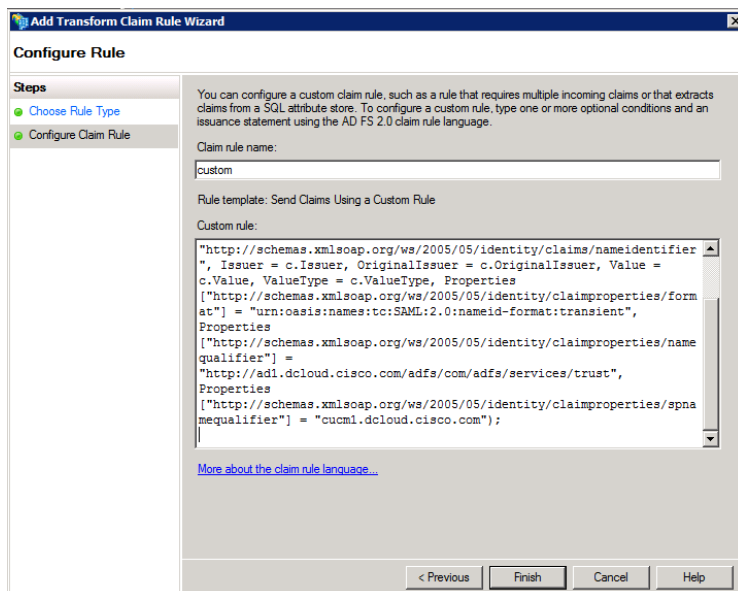 Add Transform Claim Rule Wizard
Configure Rule
Steps
Choose Rule Type
Configure Claim Rule
You can configure a custom claim rule, such as a rule that requires multiple incoming claims or that extracts
claims from a SQL attribute store. To configure a custom rule, type one or more optional conditions and an
issuance statement using the AD FS 2.0 claim rule language.
Claim rule name:
custom
Rule template: Send Claims Using a Custom Rule
Custom rule:
"http://schemas.xmlsoap.org/ws/2005/05/identity/claims/nameidentifier
", Issuer = c.Issuer, OriginalIssuer = c.OriginalIssuer, Value =
c.Value, ValueType = c.ValueType, Properties
["http://schemas.xmlsoap.org/ws/2005/05/identity/claimproperties/form
at"] = "urn:oasis:names:tc:SAML:2.0:nameid-format:transient",
Properties
["http://schemas.xmlsoap.org/ws/2005/05/identity/claimproperties/name
qualifier"] =
"http://ad1.dcloud.cisco.com/adfs/com/adfs/services/trust",
Properties
["http://schemas.xmlsoap.org/ws/2005/05/identity/claimproperties/spna
mequalifier"] = "cucm1.dcloud.cisco.com");
More about the claim rule language...
< Previous
Finish
Cancel
Help